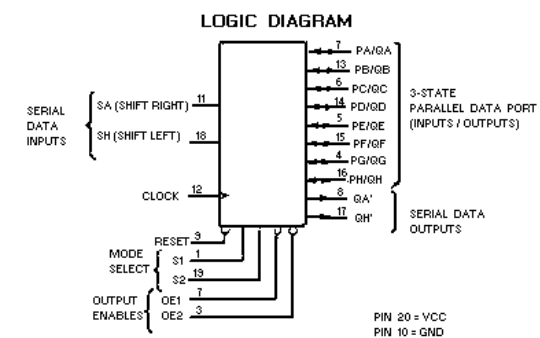 LOGIC DIAGRAM
SERIAL
DATA
INPUTS
SA (SHIFT RIGHT) 11
SH (SHIFT LEFT) 18
CLOCK 12
RESET 9
MODE
SELECT
S1 1
S2 19
OUTPUT
ENABLES
OE1 7
OE2 3
7 PA/QA
13 PB/QB
6 PC/QC
14 PD/QD
5 PE/QE
15 PF/QF
4 PG/QG
16 PH/QH
8 QA'
17 QH'
3-STATE
PARALLEL DATA PORT
(INPUTS / OUTPUTS)
SERIAL DATA
OUTPUTS
PIN 20 = VCC
PIN 10 = GND